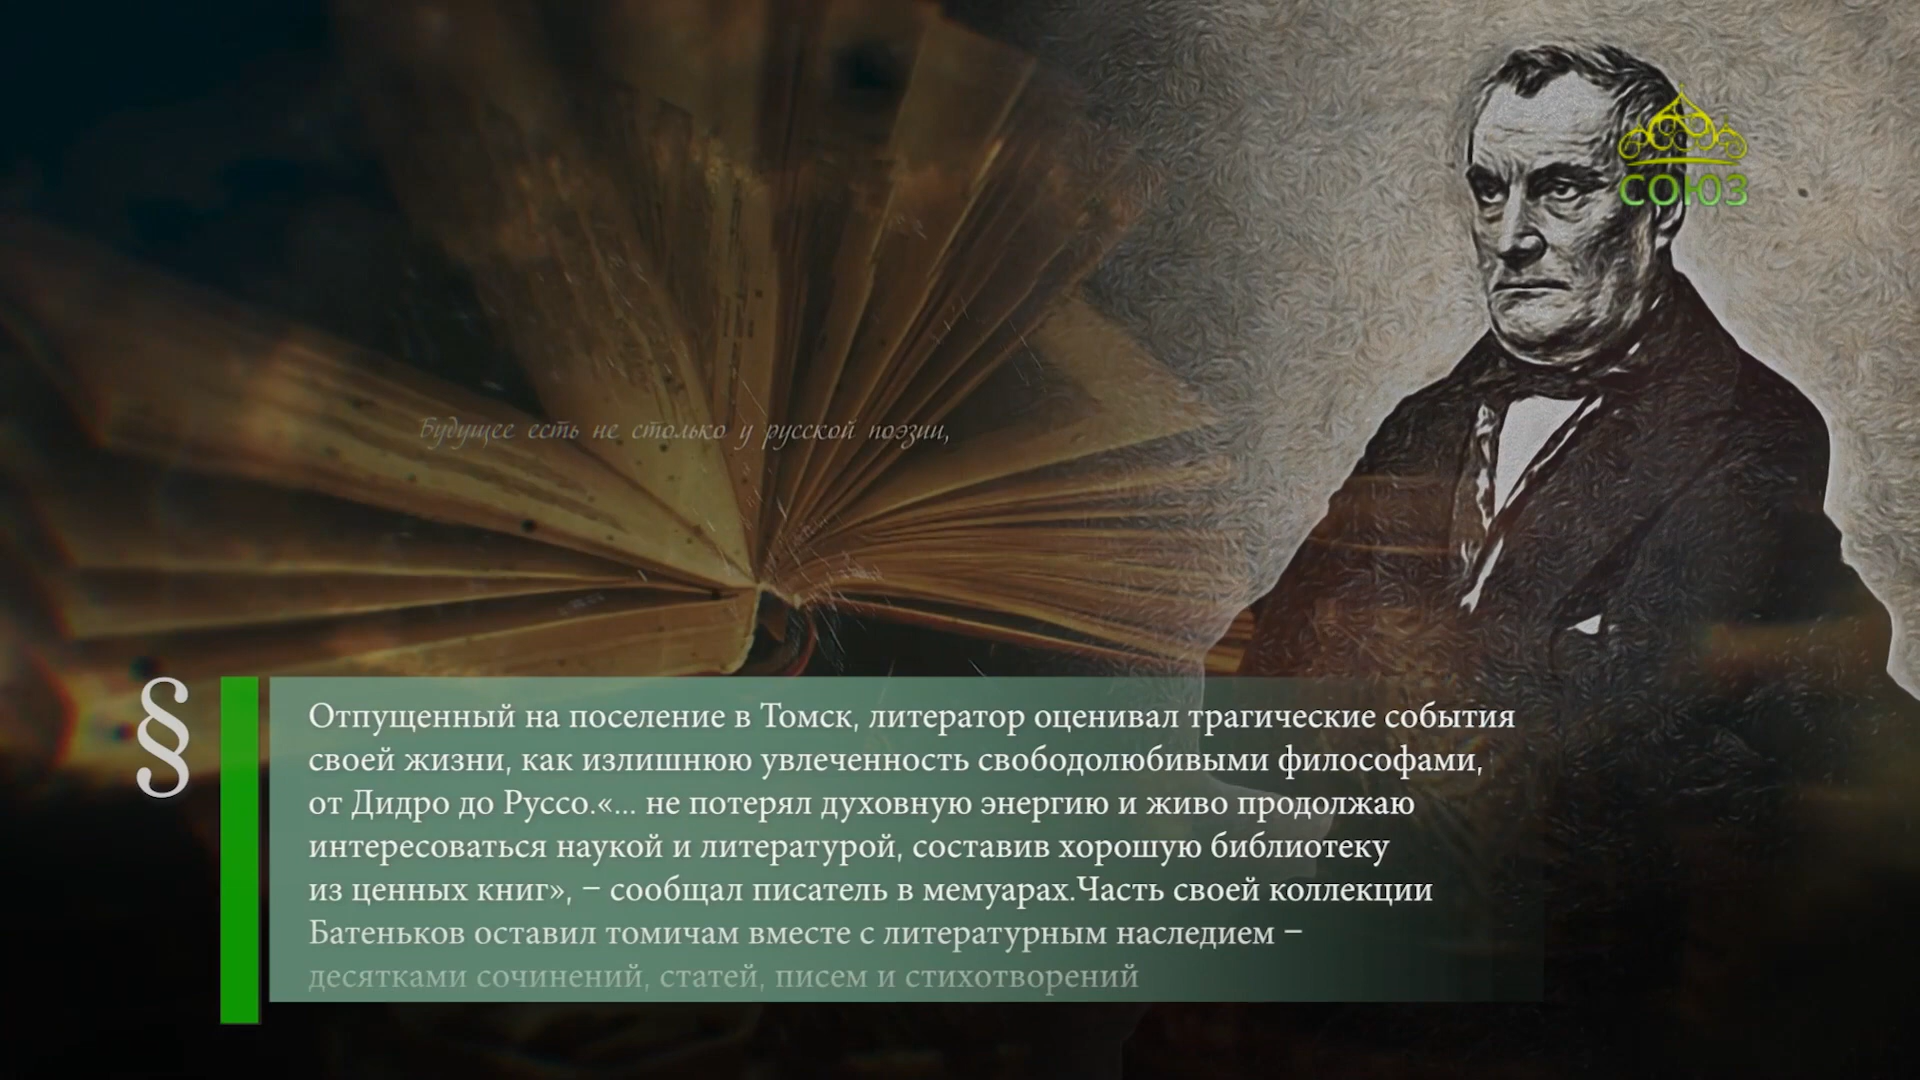 СОЮЗ
Будущее есть не столько у русской поэзии,
§
Отпущенный на поселение в Томск, литератор оценивал трагические события
своей жизни, как излишнюю увлеченность свободолюбивыми философами,
от Дидро до Руссо.«... не потерял духовную энергию и живо продолжаю
интересоваться наукой и литературой, составив хорошую библиотеку
из ценных книг», – сообщал писатель в мемуарах.Часть своей коллекции
Батеньков оставил томичам вместе с литературным наследием –
десятками сочинений, статей, писем и стихотворений